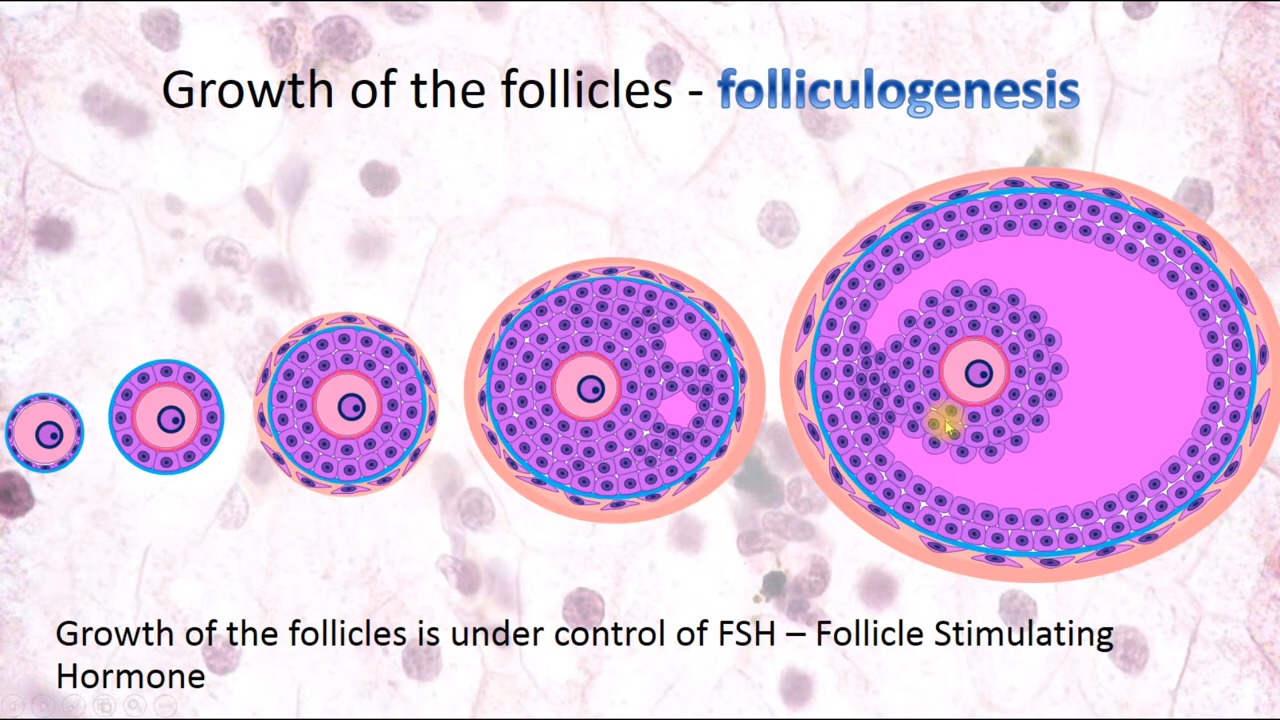 Growth of the follicles - folliculogenesis
Growth of the follicles is under control of FSH – Follicle Stimulating
Hormone